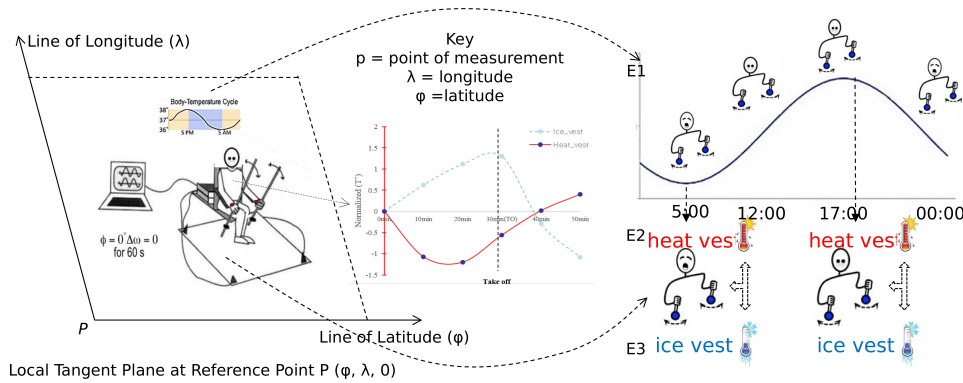 Line of Longitude (λ)
Key
p = point of measurement
λ = longitude
φ =latitude
Body-Temperature Cycle
38°
37°
36°
5 PM
5 AM
ϕ = 0° Δω = 0
for 60 s
P
Line of Latitude (φ)
Local Tangent Plane at Reference Point P (φ, λ, 0)
Ice_vest
Heat_vest
Normalized (T)
2
1.5
1
0.5
0
-0.5
-1
-1.5
0min
10min
20min
30min(TO)
40min
50min
Take off
E1
5:00
12:00
17:00
00:00
E2
heat ves
heat ves
E3
ice vest
ice vest